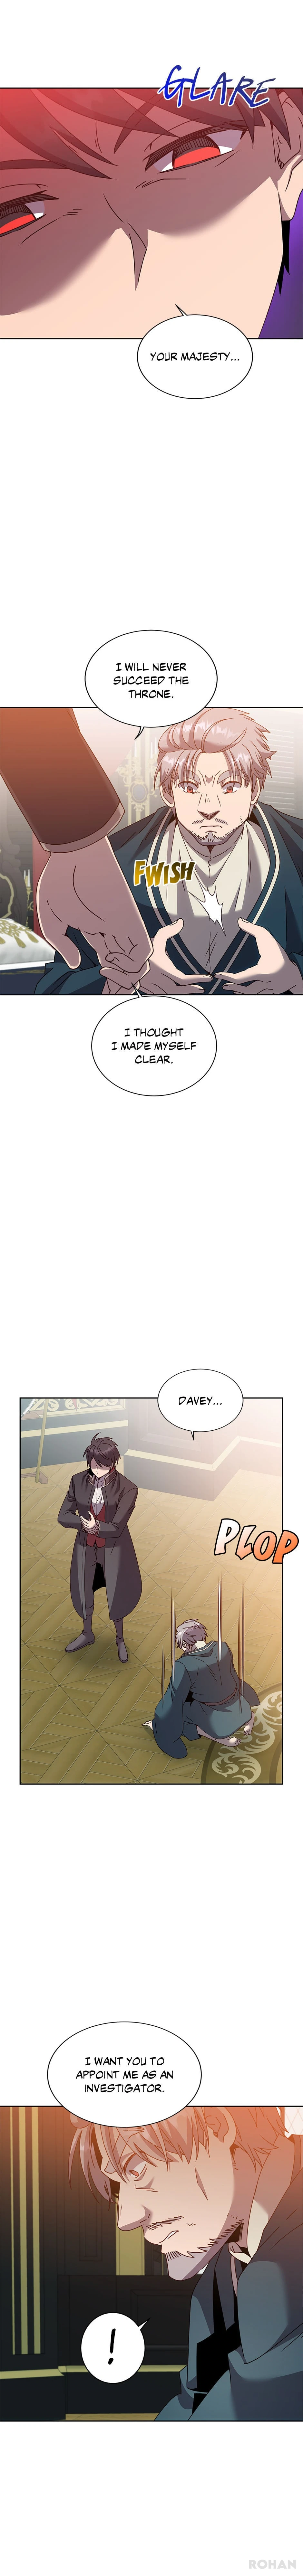 GLARE
YOUR MAJESTY...
I WILL NEVER
SUCCEED THE
THRONE.
FWISH
I THOUGHT
I MADE MYSELF
CLEAR.
DAVEY...
PLOP
I WANT YOU TO
APPOINT ME AS AN
INVESTIGATOR.
!
ROHAN